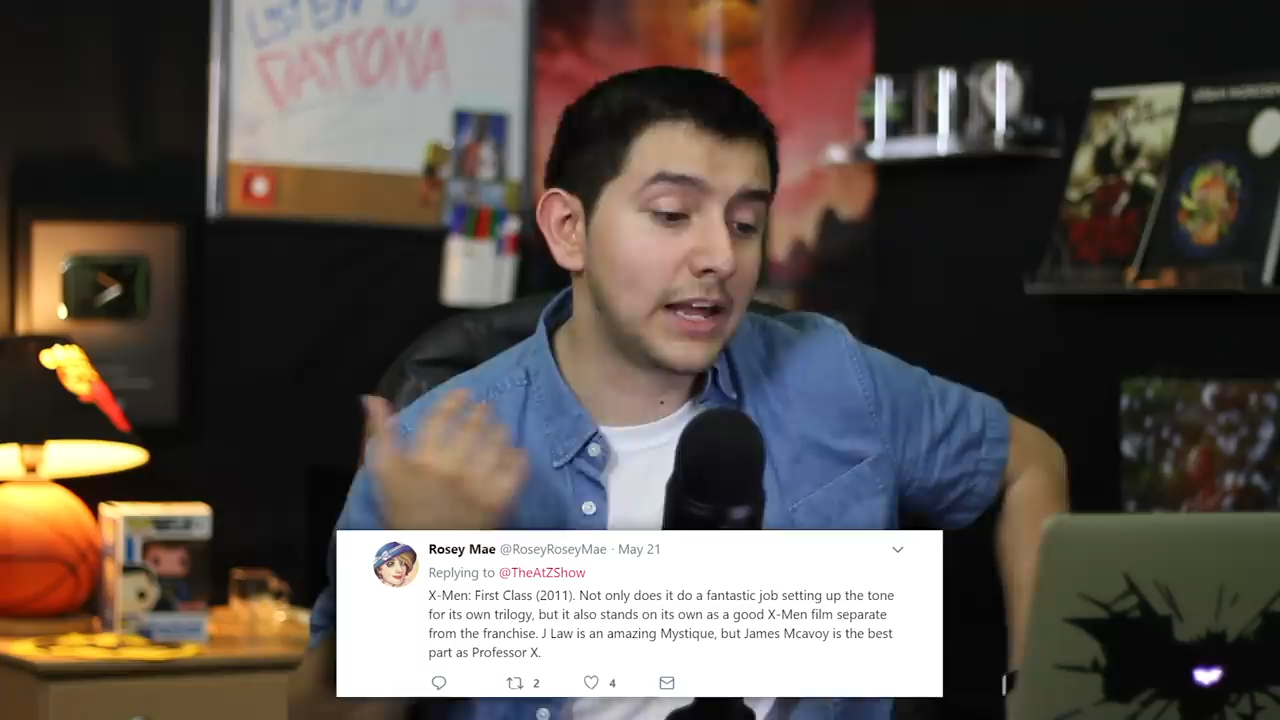 LISTEN TO
DAYTONA
Rosey Mae @RoseyRoseyMae · May 21
Replying to @TheAtZShow
X-Men: First Class (2011). Not only does it do a fantastic job setting up the tone
for its own trilogy, but it also stands on its own as a good X-Men film separate
from the franchise. J Law is an amazing Mystique, but James Mcavoy is the best
part as Professor X.
2
4